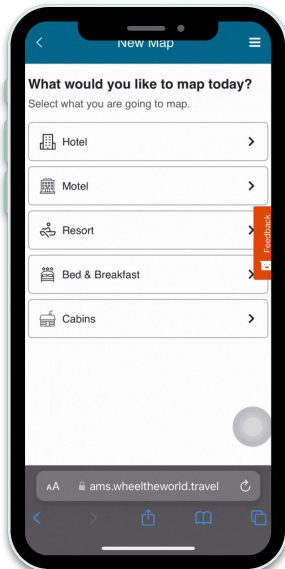 New Map
What would you like to map today?
Select what you are going to map.
Hotel
Motel
Resort
Feedback
Bed & Breakfast
Cabins
AA ams.wheeltheworld.travel